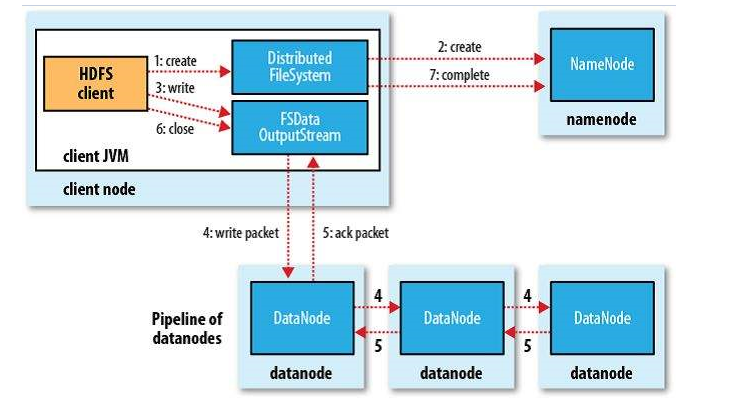 HDFS
client
1: create
3: write
6: close
Distributed
FileSystem
FSData
OutputStream
client JVM
client node
2: create
7: complete
NameNode
namenode
4: write packet
5: ack packet
Pipeline of
datanodes
DataNode
4
5
DataNode
4
5
DataNode
datanode
datanode
datanode